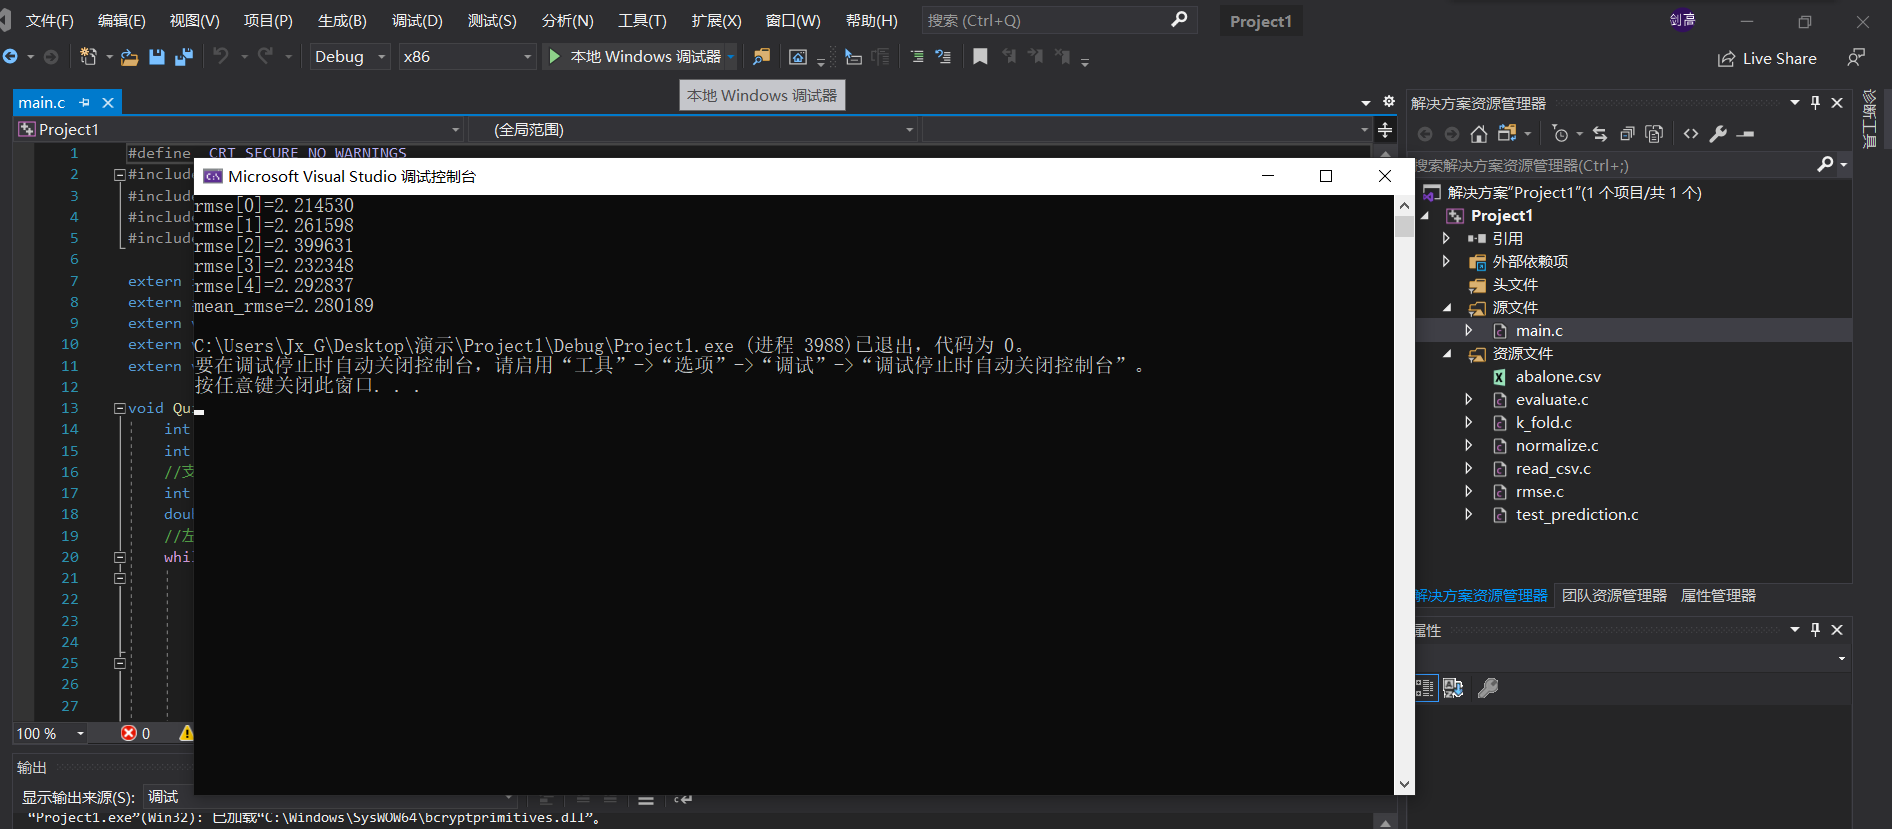 文件(F) 编辑(E) 视图(V) 项目(P) 生成(B) 调试(D) 测试(S) 分析(N) 工具(T) 扩展(X) 窗口(W) 帮助(H) 搜索 (Ctrl+Q) Project1 剑高
Debug x86 本地 Windows 调试器 Live Share
本地 Windows 调试器
main.c
Project1 (全局范围)
1 #define _CRT_SECURE_NO_WARNINGS
2 #include
3 #include
4 #include
5 #include
6
7 extern
8 extern
9 extern
10 extern
11 extern
12
13 void Qu
14 int
15 int
16 //支
17 int
18 dou
19 //左
20 whi
21
22
23
24
25
26
27
100 % 0
输出
显示输出来源(S): 调试
“Project1.exe”(Win32): 已加载“C:\Windows\SysWOW64\bcryptprimitives.dll”。
Microsoft Visual Studio 调试控制台
rmse[0]=2.214530
rmse[1]=2.261598
rmse[2]=2.399631
rmse[3]=2.232348
rmse[4]=2.292837
mean_rmse=2.280189
C:\Users\Jx_G\Desktop\演示\Project1\Debug\Project1.exe (进程 3988)已退出，代码为 0。
要在调试停止时自动关闭控制台，请启用“工具”->“选项”->“调试”->“调试停止时自动关闭控制台”。
按任意键关闭此窗口. . .
解决方案资源管理器
搜索解决方案资源管理器(Ctrl+;)
解决方案"Project1"(1 个项目/共 1 个)
Project1
引用
外部依赖项
头文件
源文件
main.c
资源文件
abalone.csv
evaluate.c
k_fold.c
normalize.c
read_csv.c
rmse.c
test_prediction.c
解决方案资源管理器 团队资源管理器 属性管理器
属性
诊断工具